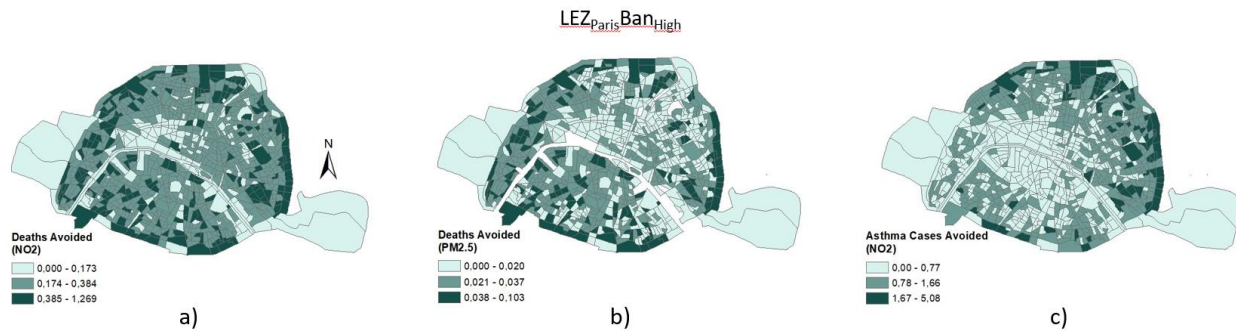 LEZParisBanHigh
N
Deaths Avoided
(NO2)
0,000 - 0,173
0,174 - 0,384
0,385 - 1,269
a)
Deaths Avoided
(PM2.5)
0,000 - 0,020
0,021 - 0,037
0,038 - 0,103
b)
Asthma Cases Avoided
(NO2)
0,00 - 0,77
0,78 - 1,66
1,67 - 5,08
c)